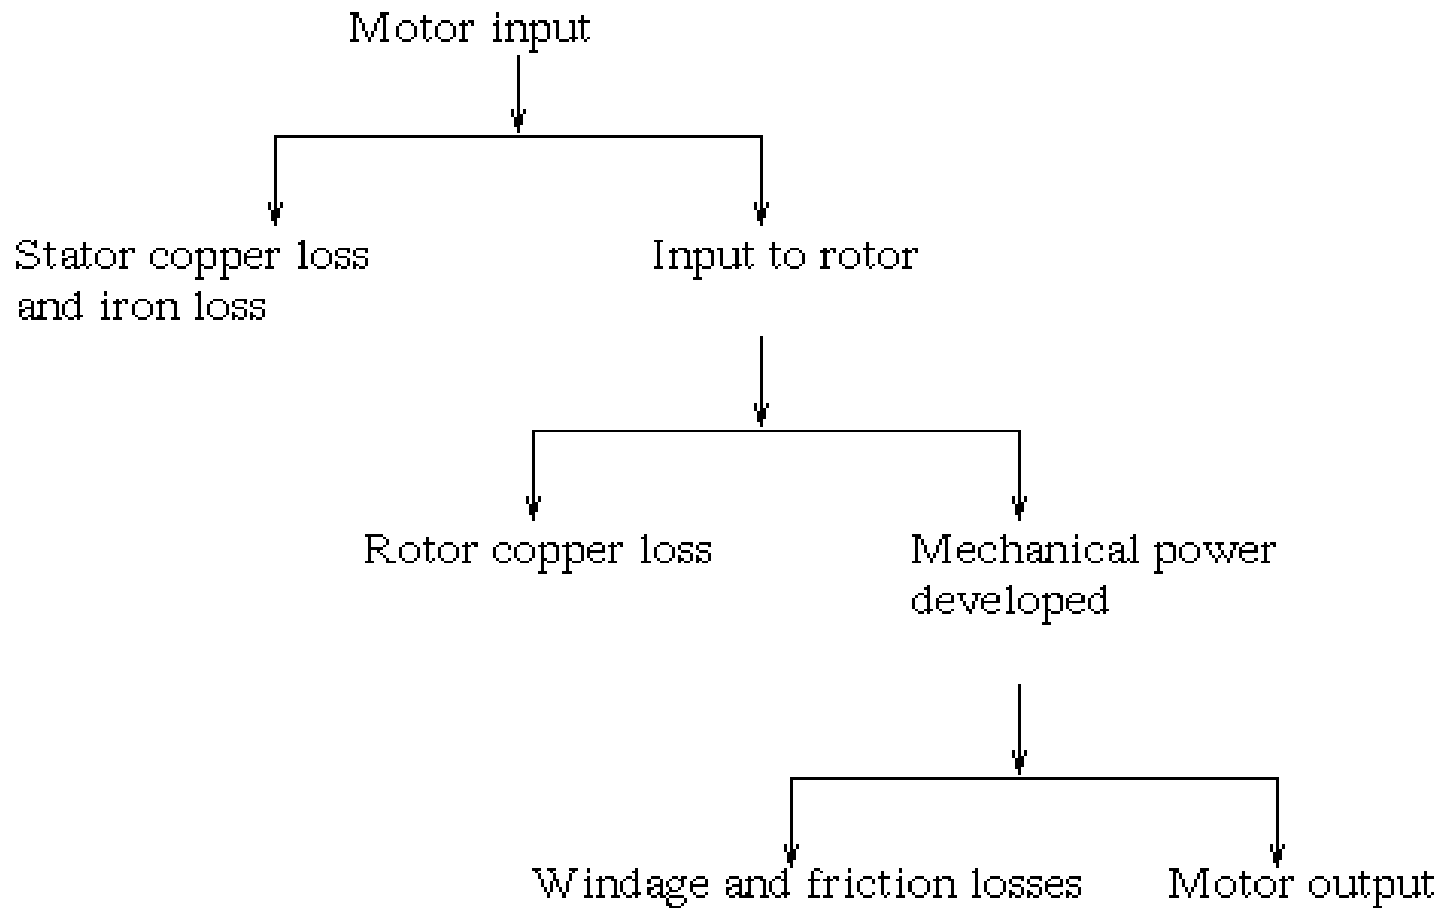 Motor input
Stator copper loss
and iron loss
Input to rotor
Rotor copper loss
Mechanical power
developed
Windage and friction losses
Motor output